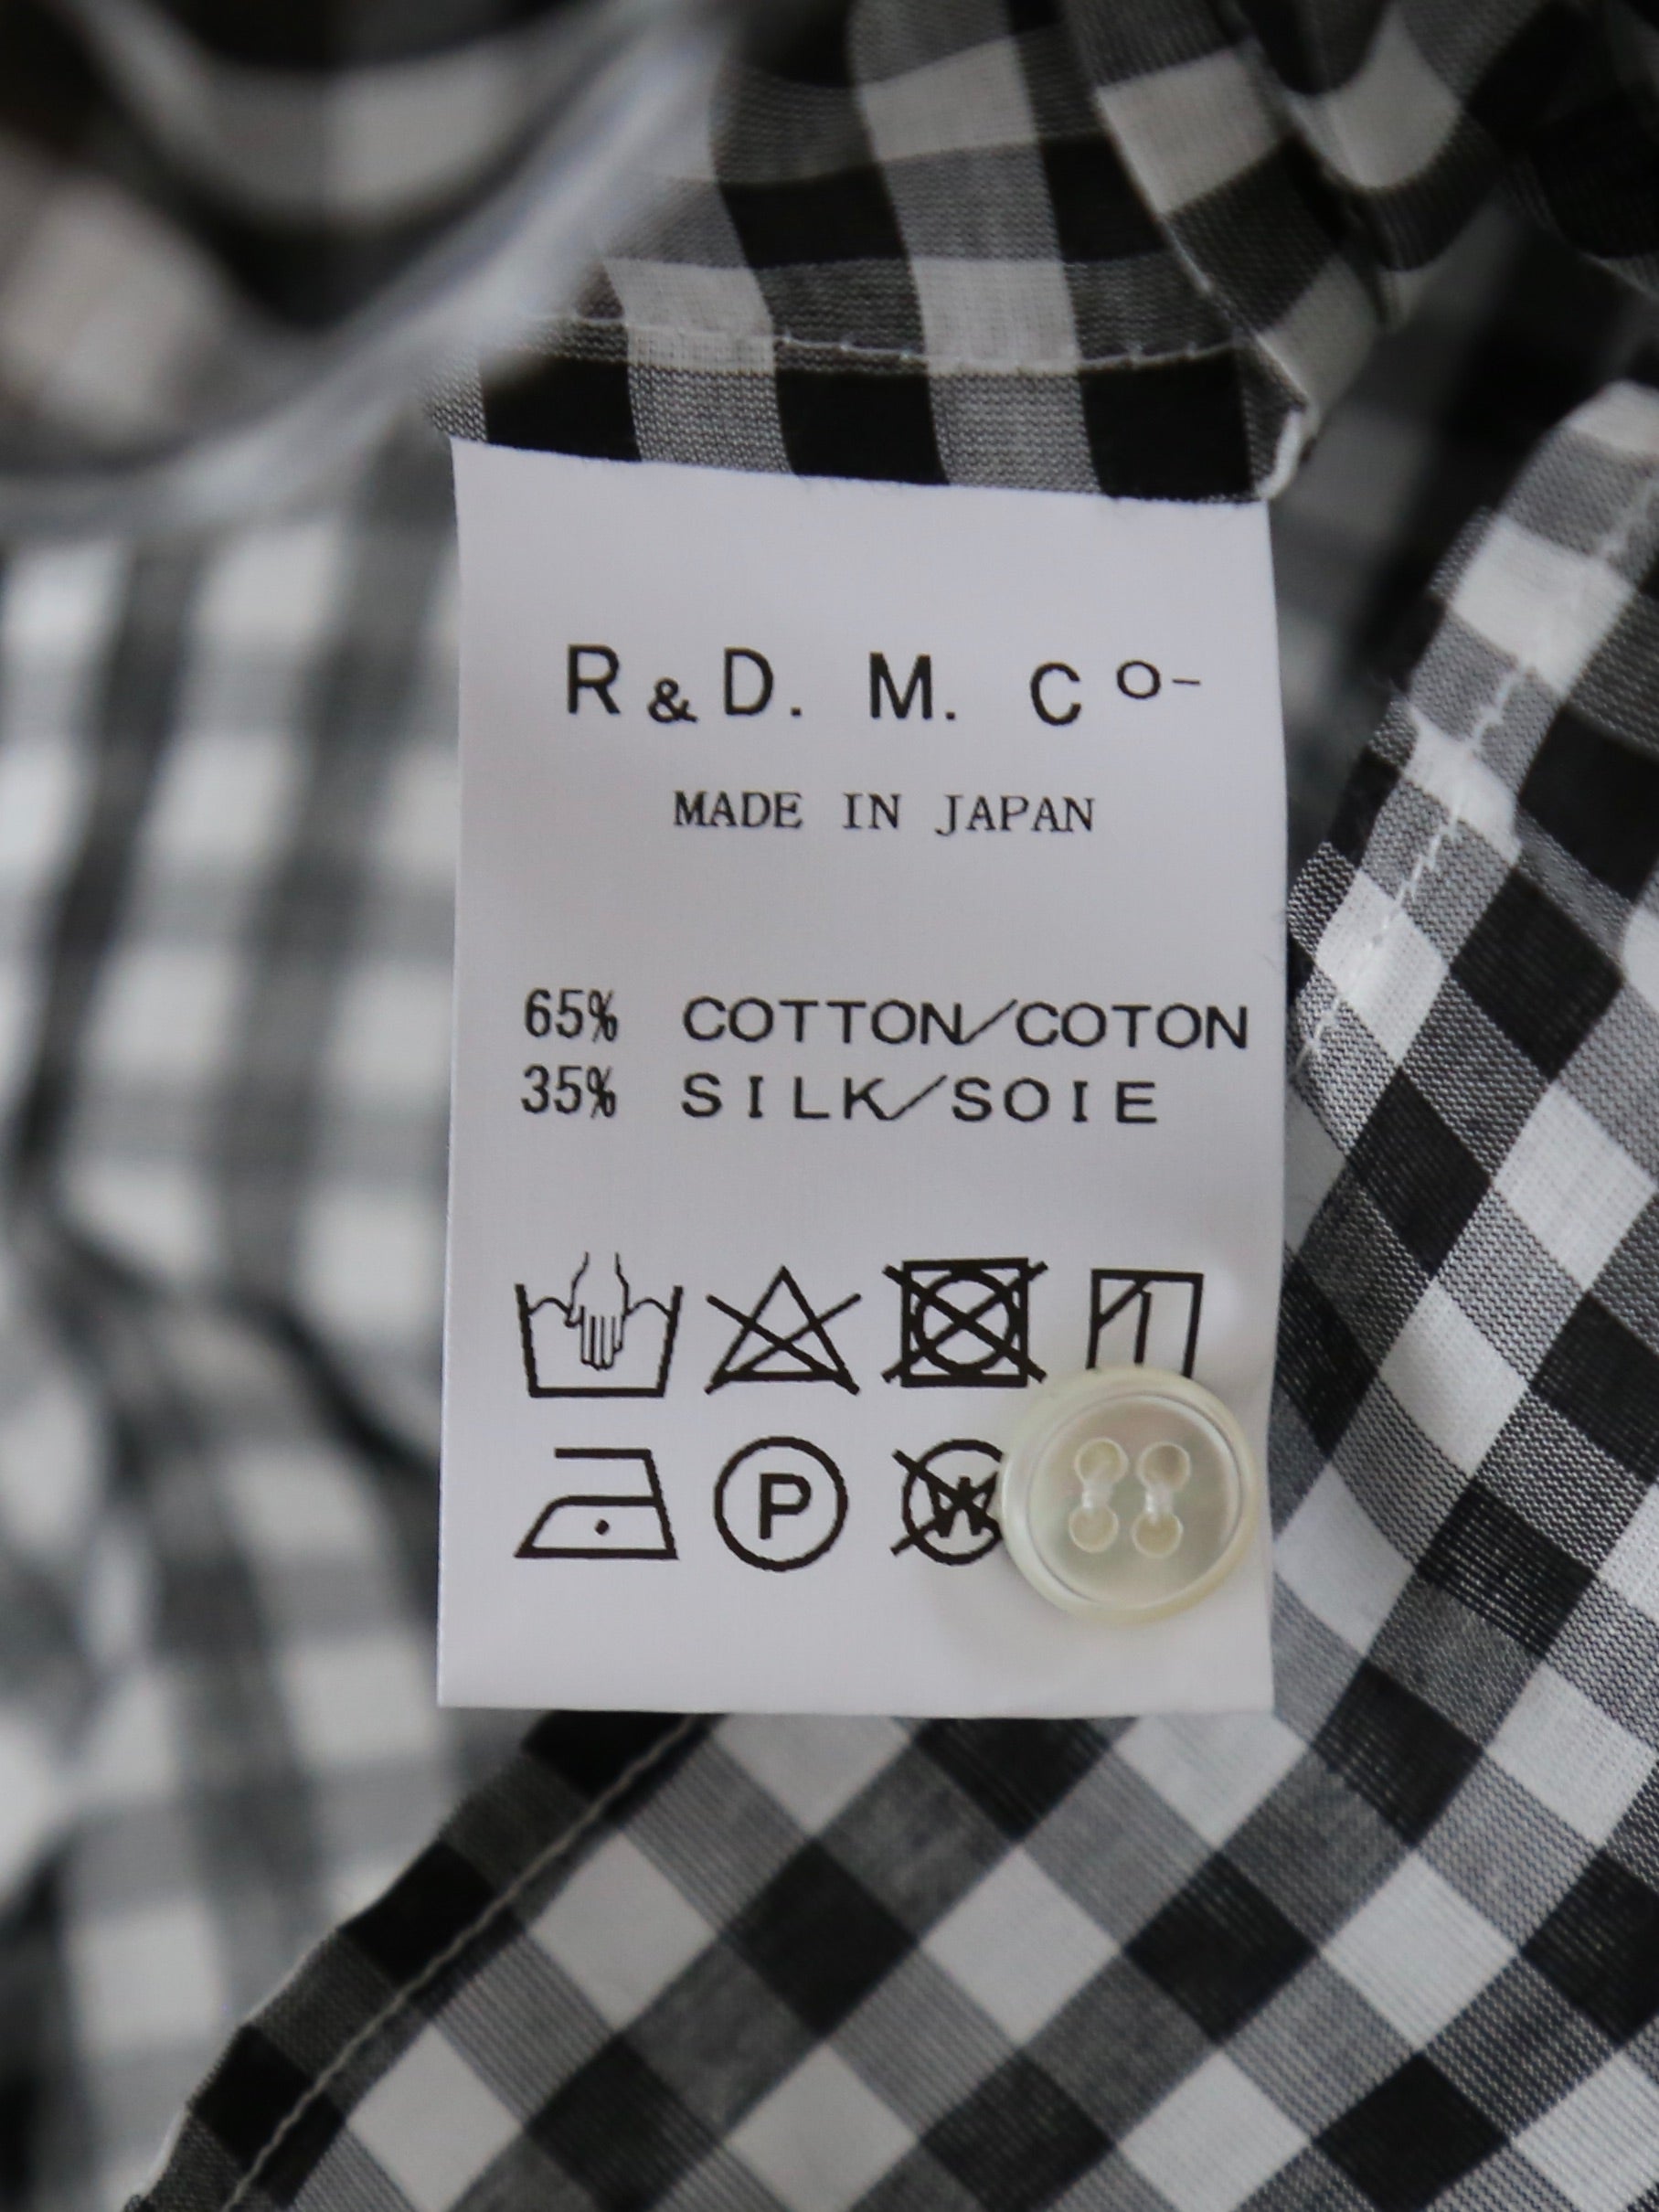 R&D. M. Co-
MADE IN JAPAN
65% COTTON/COTON
35% SILK/SOIE
P
W